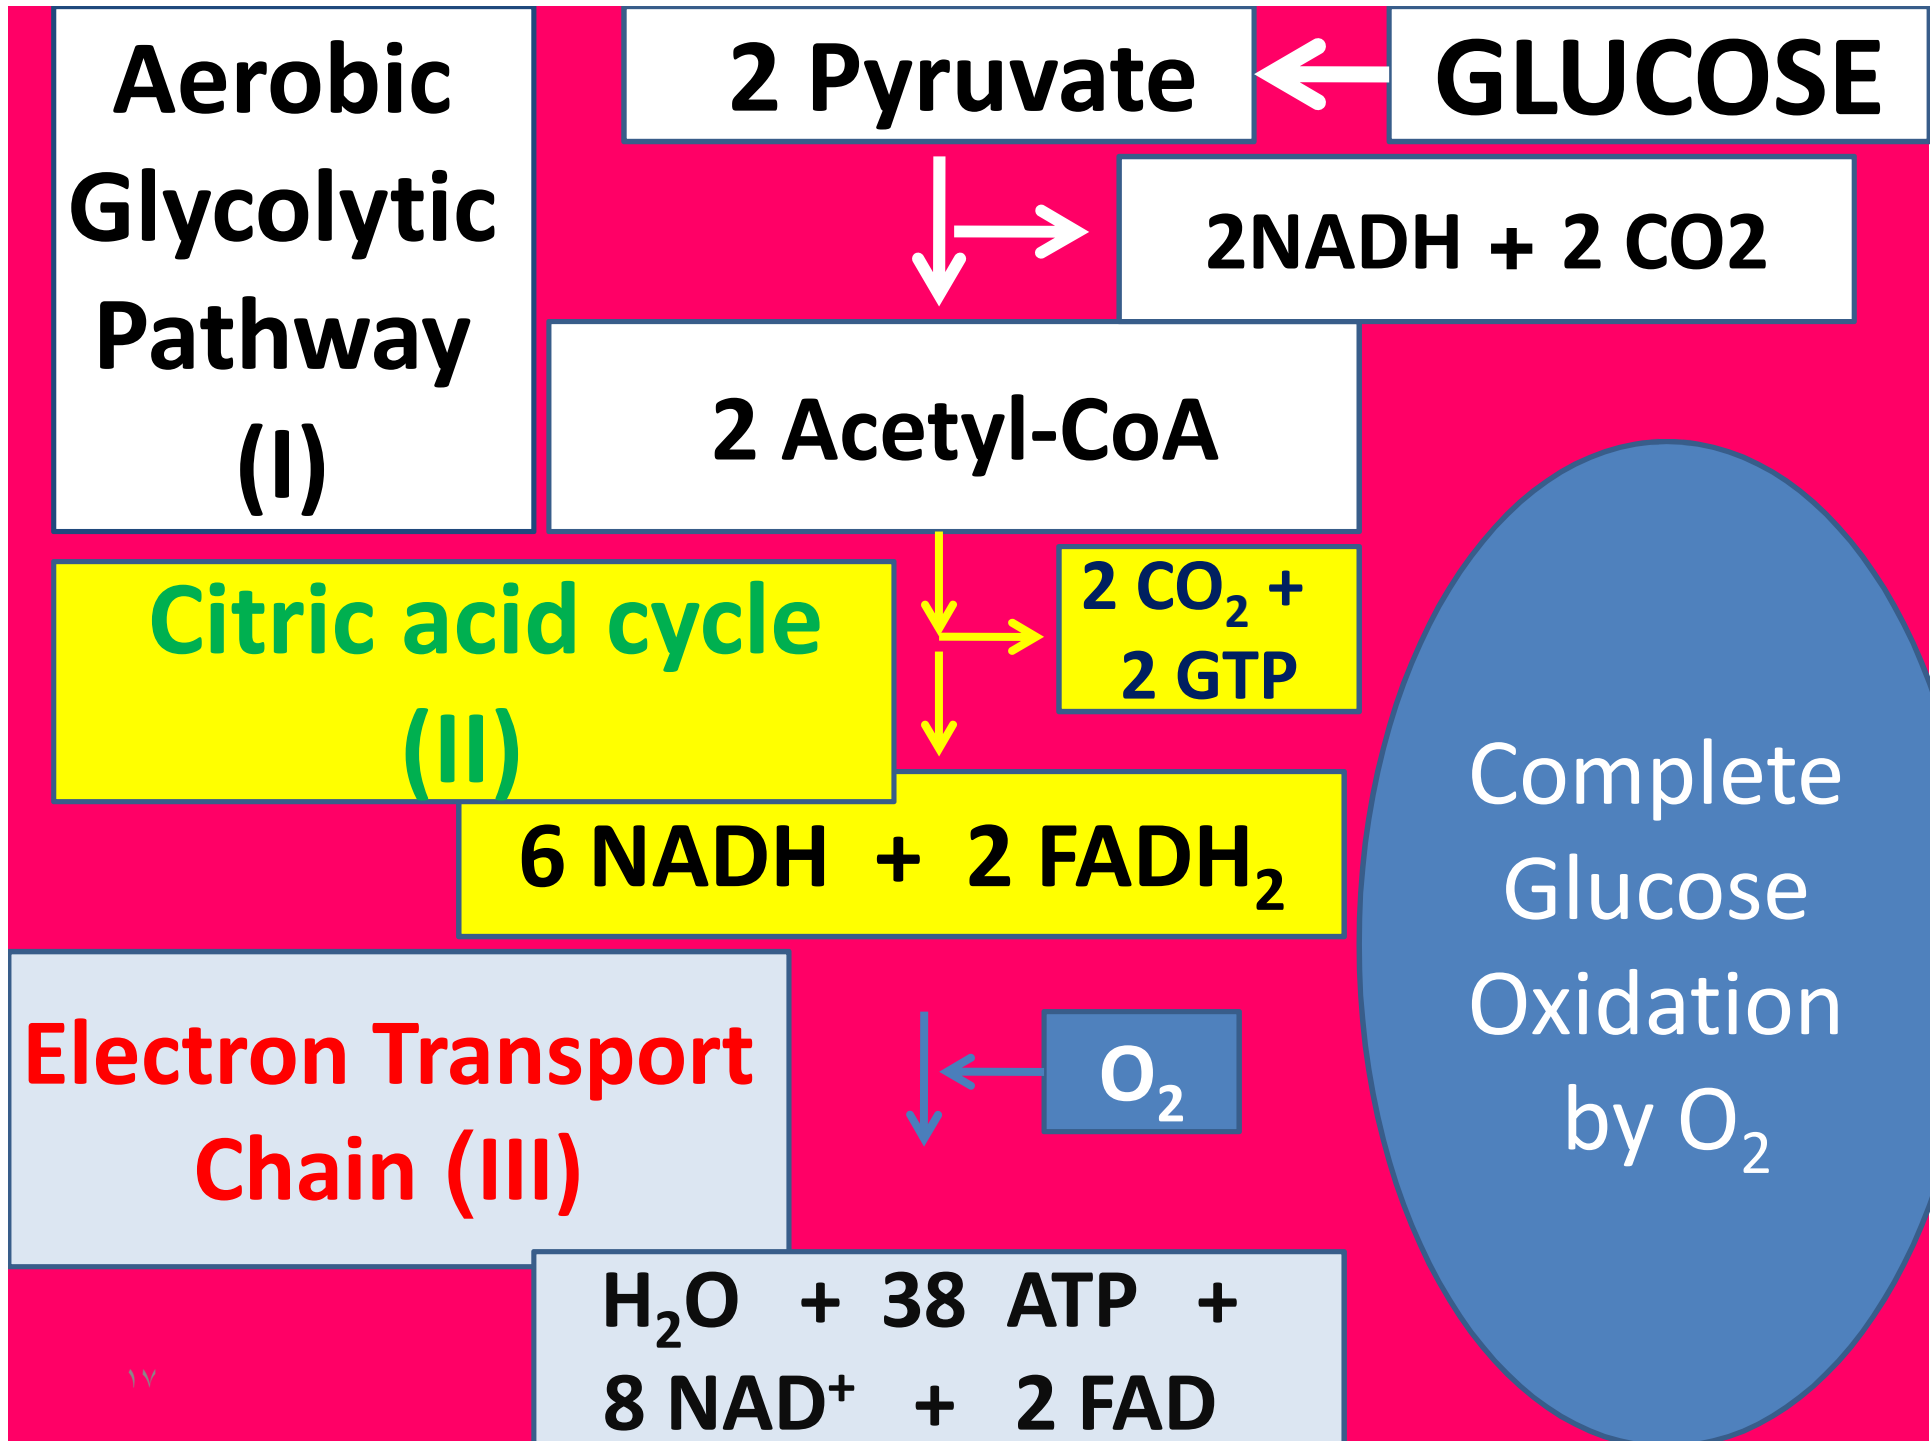 Aerobic
Glycolytic
Pathway
(I)
2 Pyruvate
GLUCOSE
2NADH + 2 CO2
2 Acetyl-CoA
Citric acid cycle
(II)
2 CO₂ +
2 GTP
6 NADH + 2 FADH₂
Electron Transport
Chain (III)
O₂
Complete
Glucose
Oxidation
by O₂
H₂O + 38 ATP +
8 NAD⁺ + 2 FAD
١٧